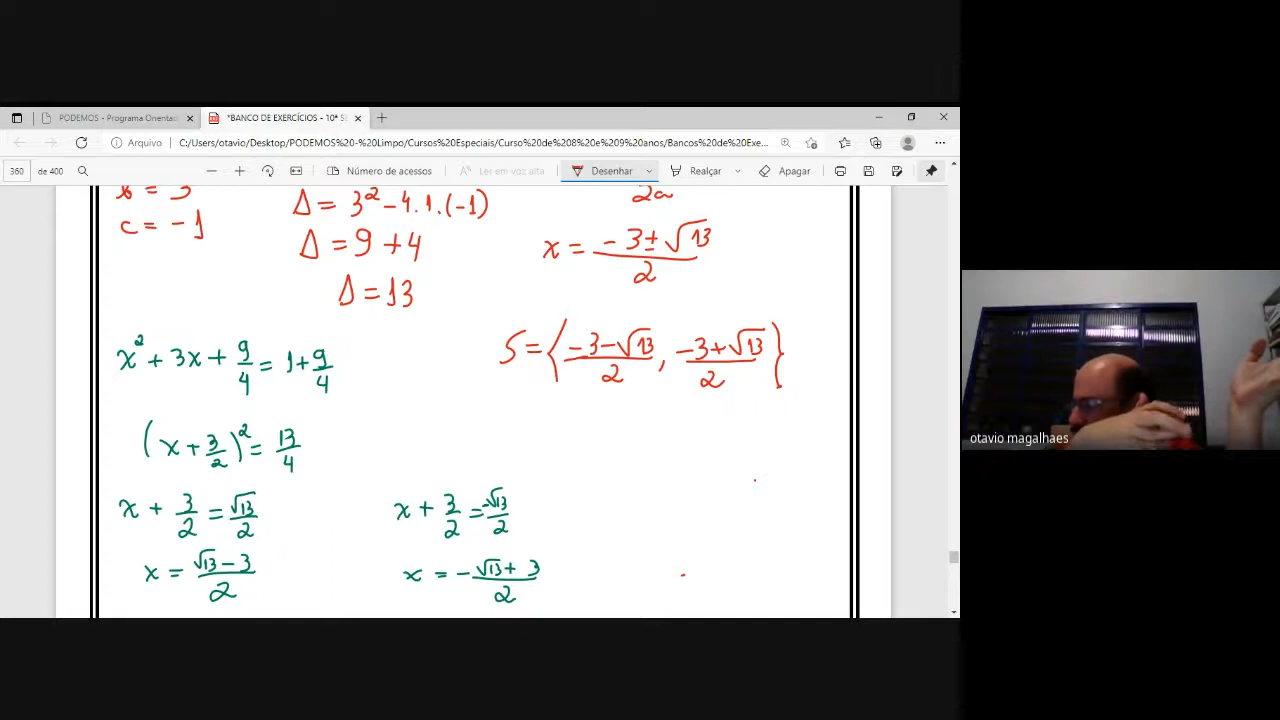 PODEMOS - Programa Orientad
*BANCO DE EXERCÍCIOS - 10ª SE
Arquivo
C:/Users/otavio/Desktop/PODEMOS%20-%20Limpo/Cursos%20Especiais/Curso%20de%208%20e%209%20anos/Bancos%20de%20Exe...
360 de 400
Número de acessos
Ler em voz alta
Desenhar
Realçar
Apagar
b = 3
c = -1
Δ = 3² - 4.1.(-1)
Δ = 9 + 4
Δ = 13
2a
x = (-3 ± √13)/2
S = {(-3-√13)/2, (-3+√13)/2}
x² + 3x + 9/4 = 1 + 9/4
(x + 3/2)² = 13/4
x + 3/2 = √13/2
x = (√13 - 3)/2
x + 3/2 = -√13/2
x = -(√13 + 3)/2
otavio magalhaes